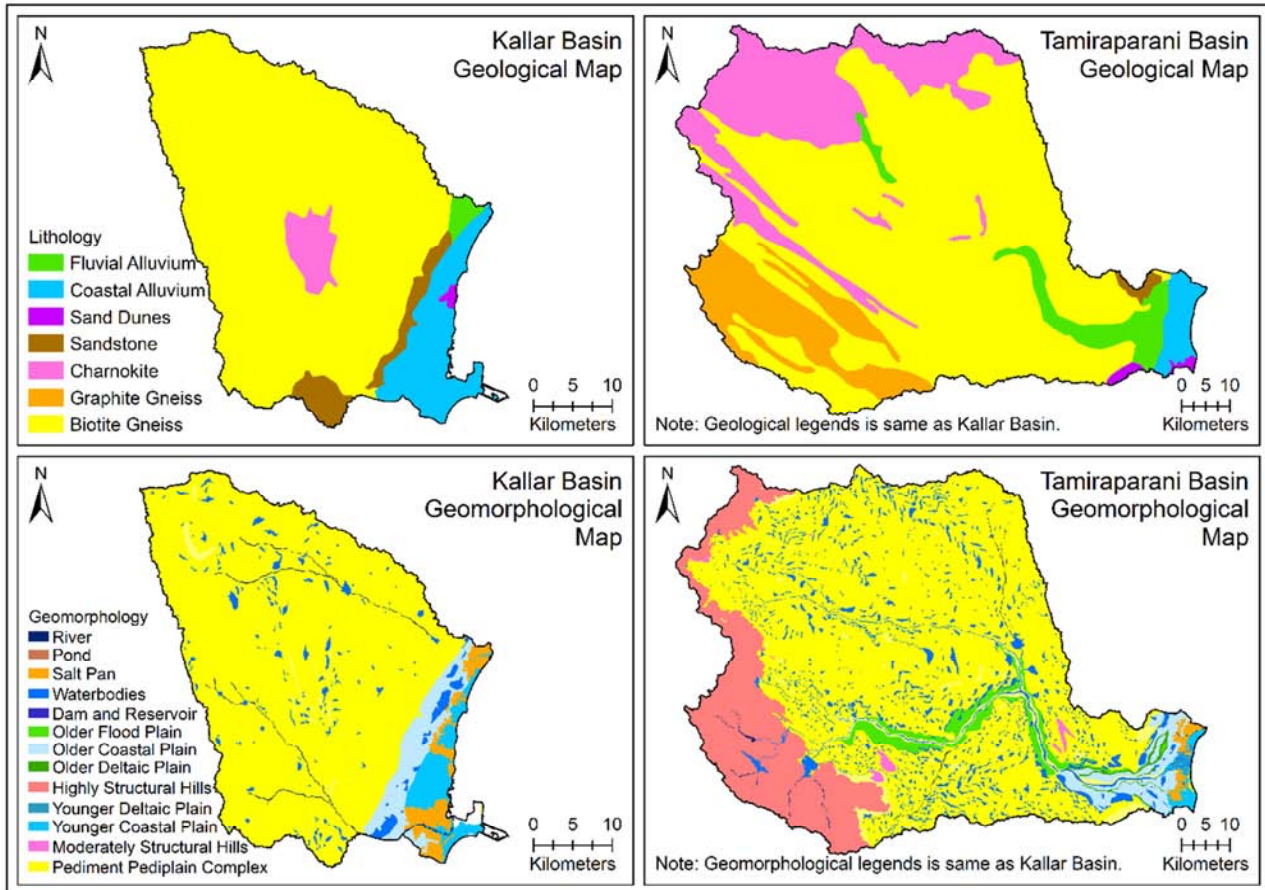 N
Kallar Basin
Geological Map
Lithology
Fluvial Alluvium
Coastal Alluvium
Sand Dunes
Sandstone
Charnokite
Graphite Gneiss
Biotite Gneiss
0 5 10
Kilometers
N
Tamiraparani Basin
Geological Map
0 5 10
Kilometers
Note: Geological legends is same as Kallar Basin.
N
Kallar Basin
Geomorphological
Map
Geomorphology
River
Pond
Salt Pan
Waterbodies
Dam and Reservoir
Older Flood Plain
Older Coastal Plain
Older Deltaic Plain
Highly Structural Hills
Younger Deltaic Plain
Younger Coastal Plain
Moderately Structural Hills
Pediment Pediplain Complex
0 5 10
Kilometers
N
Tamiraparani Basin
Geomorphological
Map
0 5 10
Kilometers
Note: Geomorphological legends is same as Kallar Basin.